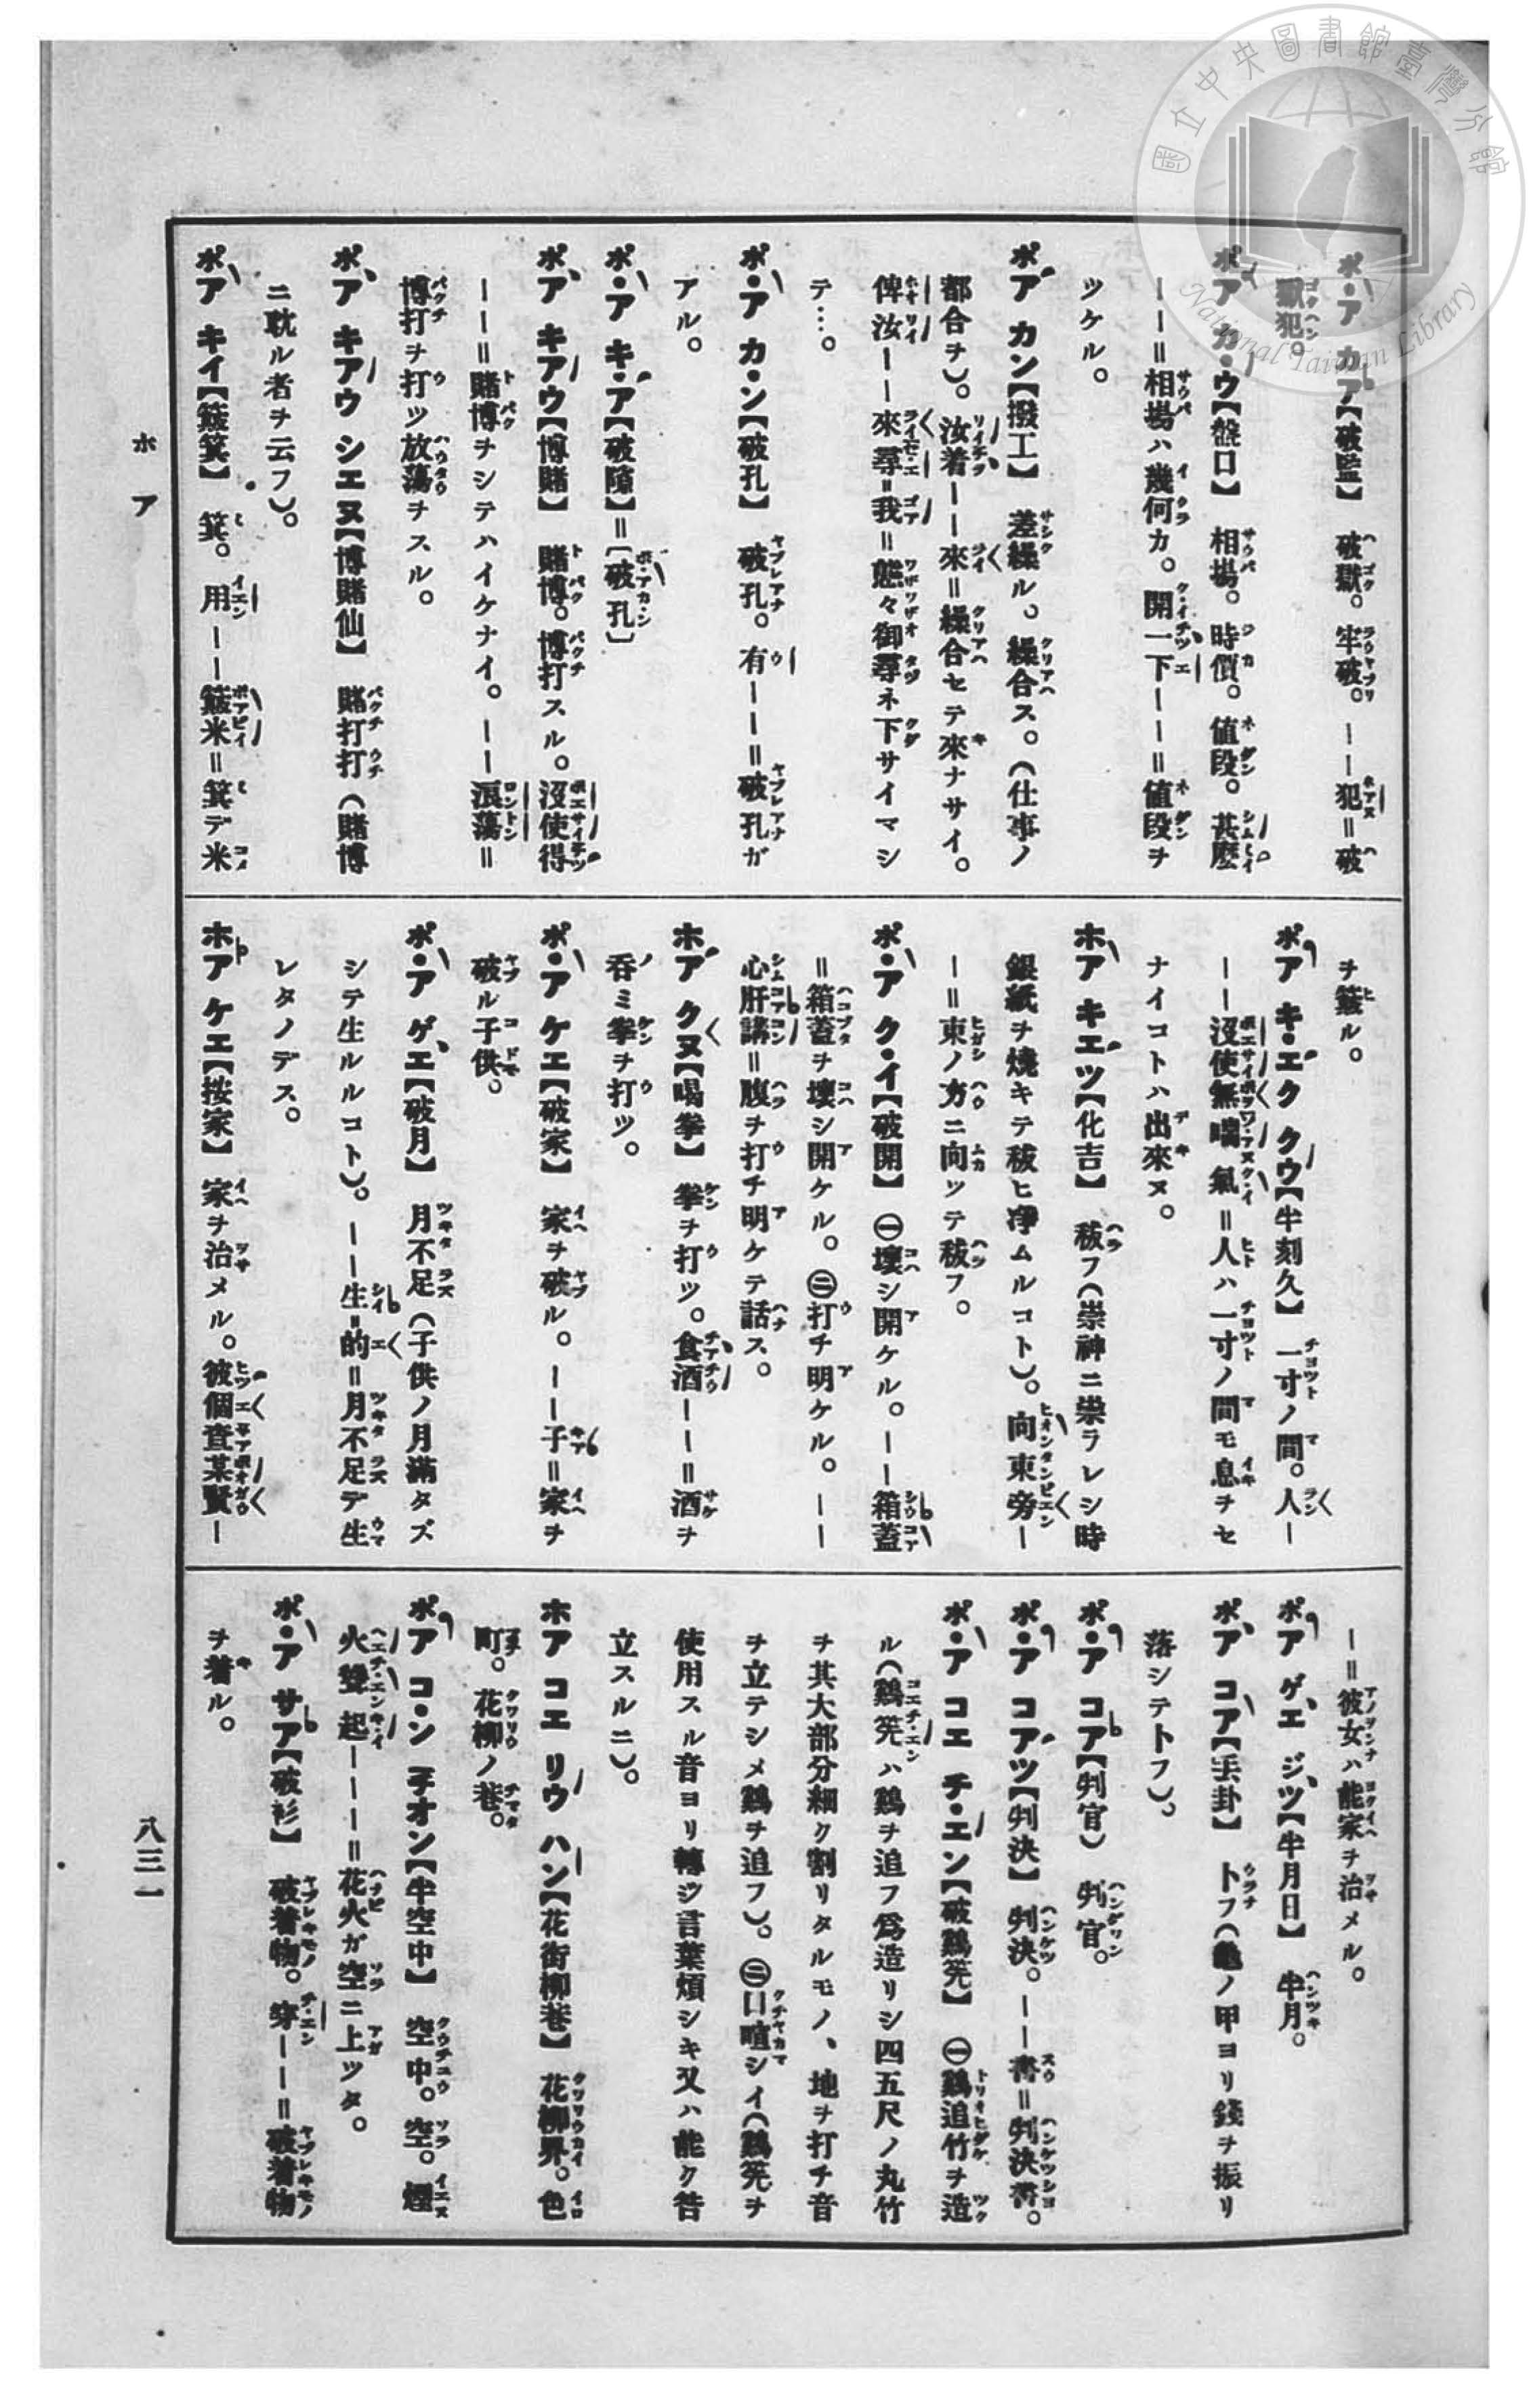 國立中央圖書館臺灣分館
National Taiwan Library
ポ・ア カア【破監】 破獄。牢破。——犯＝破
獄犯。
ポア カ・ウ【盤口】 相場。時價。値段。甚麽
——＝相場ハ幾何カ。開一下——＝値段ヲ
ツケル。
ポア カン【撥工】 差繰ル。繰合ス。（仕事ノ
都合ヲ）。汝着——來＝繰合セテ來ナサイ。
俾汝——來尋我＝態々御尋ネ下サイマシ
テ…。
ポ・ア カ・ン【破孔】 破孔。有——＝破孔ガ
アル。
ポ・ア キ・ア【破隙】＝〔破孔〕
ポア キアウ【博賭】 賭博。博打スル。沒使得
——＝賭博ヲシテハイケナイ。——浪蕩＝
博打ヲ打ツ放蕩ヲスル。
ポア キアウ シエヌ【博賭仙】 賭打打（賭博
ニ耽ル者ヲ云フ）。
ポア キイ【簸箕】 箕。用——簸米＝箕デ米
ヲ簸ル。
ポア キ・エク クウ【半刻久】 一寸ノ間。人—
—沒使無喘氣＝人ハ一寸ノ間モ息ヲセ
ナイコトハ出來ヌ。
ホア キエツ【化吉】 秡フ（祟神ニ祟ラレシ時
銀紙ヲ燒キテ秡ヒ淨ムルコト）。向東旁—
—＝東ノ方ニ向ツテ秡フ。
ポ・ア ク・イ【破開】 ㊀壞シ開ケル。——箱蓋
＝箱蓋ヲ壞シ開ケル。㊁打チ明ケル。——
心肝講＝腹ヲ打チ明ケテ話ス。
ホア クヌ【喝拳】 拳ヲ打ツ。食酒——＝酒ヲ
呑ミ拳ヲ打ツ。
ポ・ア ケエ【破家】 家ヲ破ル。——子＝家ヲ
破ル子供。
ポ・ア ゲエ【破月】 月不足（子供ノ月滿タズ
シテ生ルルコト）。——生的＝月不足デ生
レタノデス。
ホア ケエ【按家】 家ヲ治メル。彼個査某賢—
—＝彼女ハ能家ヲ治メル。
ポア ゲエ ジツ【半月日】 半月。
ポア コア【卦】 卜フ（龜ノ甲ヨリ錢ヲ振リ
落シテ卜フ）。
ポ・ア コア【判官】 判官。
ポ・ア コアツ【判決】 判決。——書＝判決書。
ポ・ア コエ チ・エン【破鷄筅】 ㊀鷄追竹ヲ造
ル（鷄筅ハ鷄ヲ追フ爲造リシ四五尺ノ丸竹
ヲ其大部分細ク割リタルモノ、地ヲ打チ音
ヲ立テシメ鷄ヲ追フ）。㊁口喧シイ（鷄筅ヲ
使用スル音ヨリ轉ジ言葉煩シキ又ハ能ク咎
立スルニ）。
ホア コエ リウ ハン【花街柳巷】 花柳界。色
町。花柳ノ巷。
ポア コ・ン チオン【半空中】 空中。空。煙
火聲起——＝花火ガ空ニ上ツタ。
ポ・ア サア【破衫】 破着物。穿——＝破着物
ヲ着ル。
ホ ア
八三一